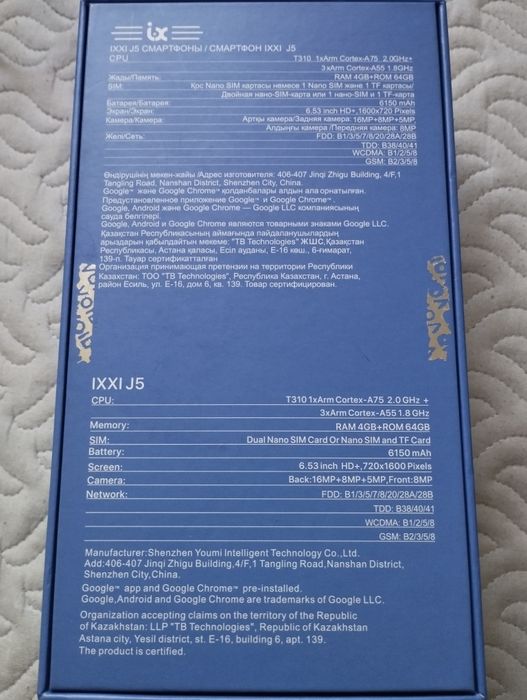 ix
IXXI J5 СМАРТФОНЫ / СМАРТФОН IXXI J5
CPU T310 1xArm Cortex-A75 2.0GHz+
3xArm Cortex-A55 1.8GHz
Жады/Память: RAM 4GB+ROM 64GB
SIM: Қос Nano SIM картасы немесе 1 Nano SIM және 1 TF картасы/
Двойная нано-SIM-карта или 1 нано-SIM и 1 TF-карта
Батарея/Батарея: 6150 mAh
Экран/Экран: 6.53 inch HD+,1600x720 Pixels
Камера/Камера: Артқы камера/Задняя камера: 16MP+8MP+5MP
Алдыңғы камера /Передняя камера: 8MP
Желі/Сеть: FDD: B1/3/5/7/8/20/28A/28B
TDD: B38/40/41
WCDMA: B1/2/5/8
GSM: B2/3/5/8
Өндірушінің мекен-жайы /Адрес изготовителя: 406-407 Jinqi Zhigu Building, 4/F,1
Tangling Road, Nanshan District, Shenzhen City, China.
Google™ және Google Chrome™ қолданбалары алдын ала орнатылған.
Предустановленное приложение Google™ и Google Chrome™.
Google, Android және Google Chrome — Google LLC компаниясының
сауда белгілері.
Google, Android и Google Chrome являются товарными знаками Google LLC.
Қазақстан Республикасының аймағында пайдаланушылардың
арыздарын қабылдайтын мекеме: "TB Technologies" ЖШС,Қазақстан
Республикасы, Астана қаласы, Есіл ауданы, Е-16 көш., 6-ғимарат,
139-п. Тауар сертификатталған
Организация принимающая претензии на территории Республики
Казахстан: ТОО "TB Technologies", Республика Казахстан, г. Астана,
район Есиль, ул. Е-16, дом 6, кв. 139. Товар сертифицирован.
IXXI J5
CPU: T310 1xArm Cortex-A75 2.0 GHz +
3xArm Cortex-A55 1.8 GHz
Memory: RAM 4GB+ROM 64GB
SIM: Dual Nano SIM Card Or Nano SIM and TF Card
Battery: 6150 mAh
Screen: 6.53 inch HD+,720x1600 Pixels
Camera: Back:16MP+8MP+5MP,Front:8MP
Network: FDD: B1/3/5/7/8/20/28A/28B
TDD: B38/40/41
WCDMA: B1/2/5/8
GSM: B2/3/5/8
Manufacturer:Shenzhen Youmi Intelligent Technology Co.,Ltd.
Add:406-407 Jinqi Zhigu Building,4/F,1 Tangling Road,Nanshan District,
Shenzhen City,China.
Google™ app and Google Chrome™ pre-installed.
Google,Android and Google Chrome are trademarks of Google LLC.
Organization accepting claims on the territory of the Republic
of Kazakhstan: LLP "TB Technologies", Republic of Kazakhstan
Astana city, Yesil district, st. E-16, building 6, apt. 139.
The product is certified.